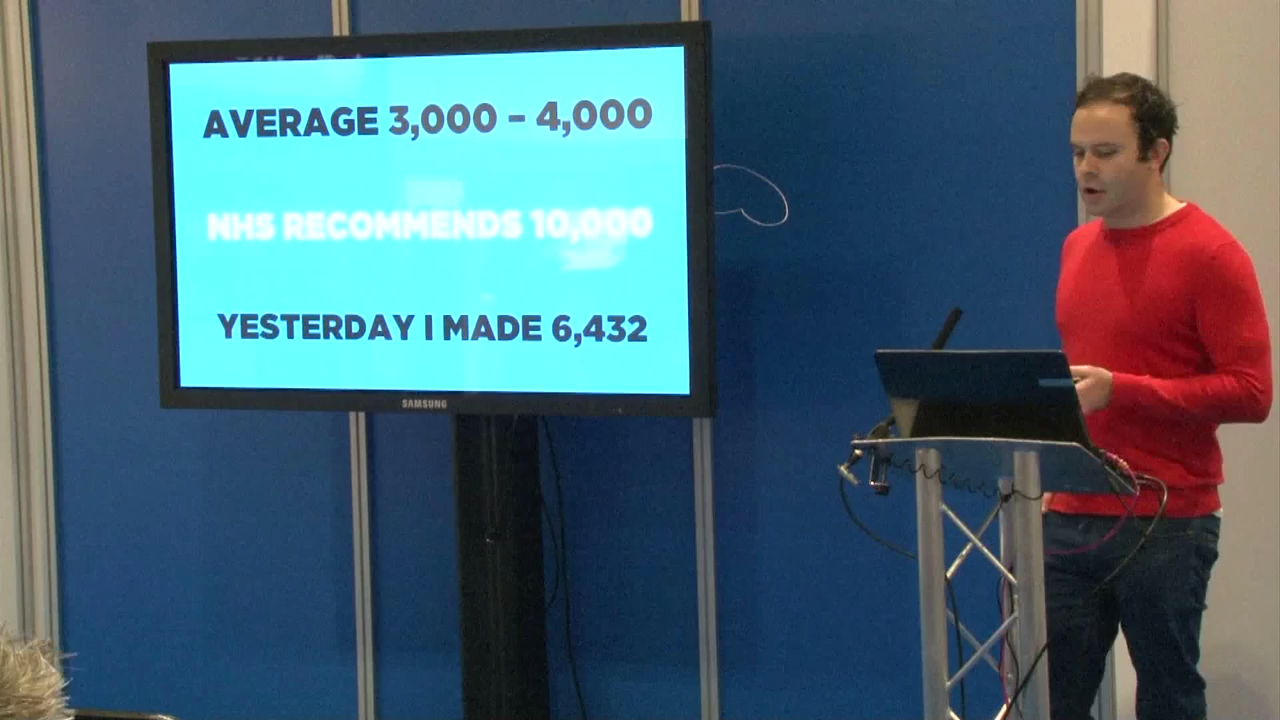 AVERAGE 3,000 – 4,000
NHS RECOMMENDS 10,000
YESTERDAY I MADE 6,432
SAMSUNG